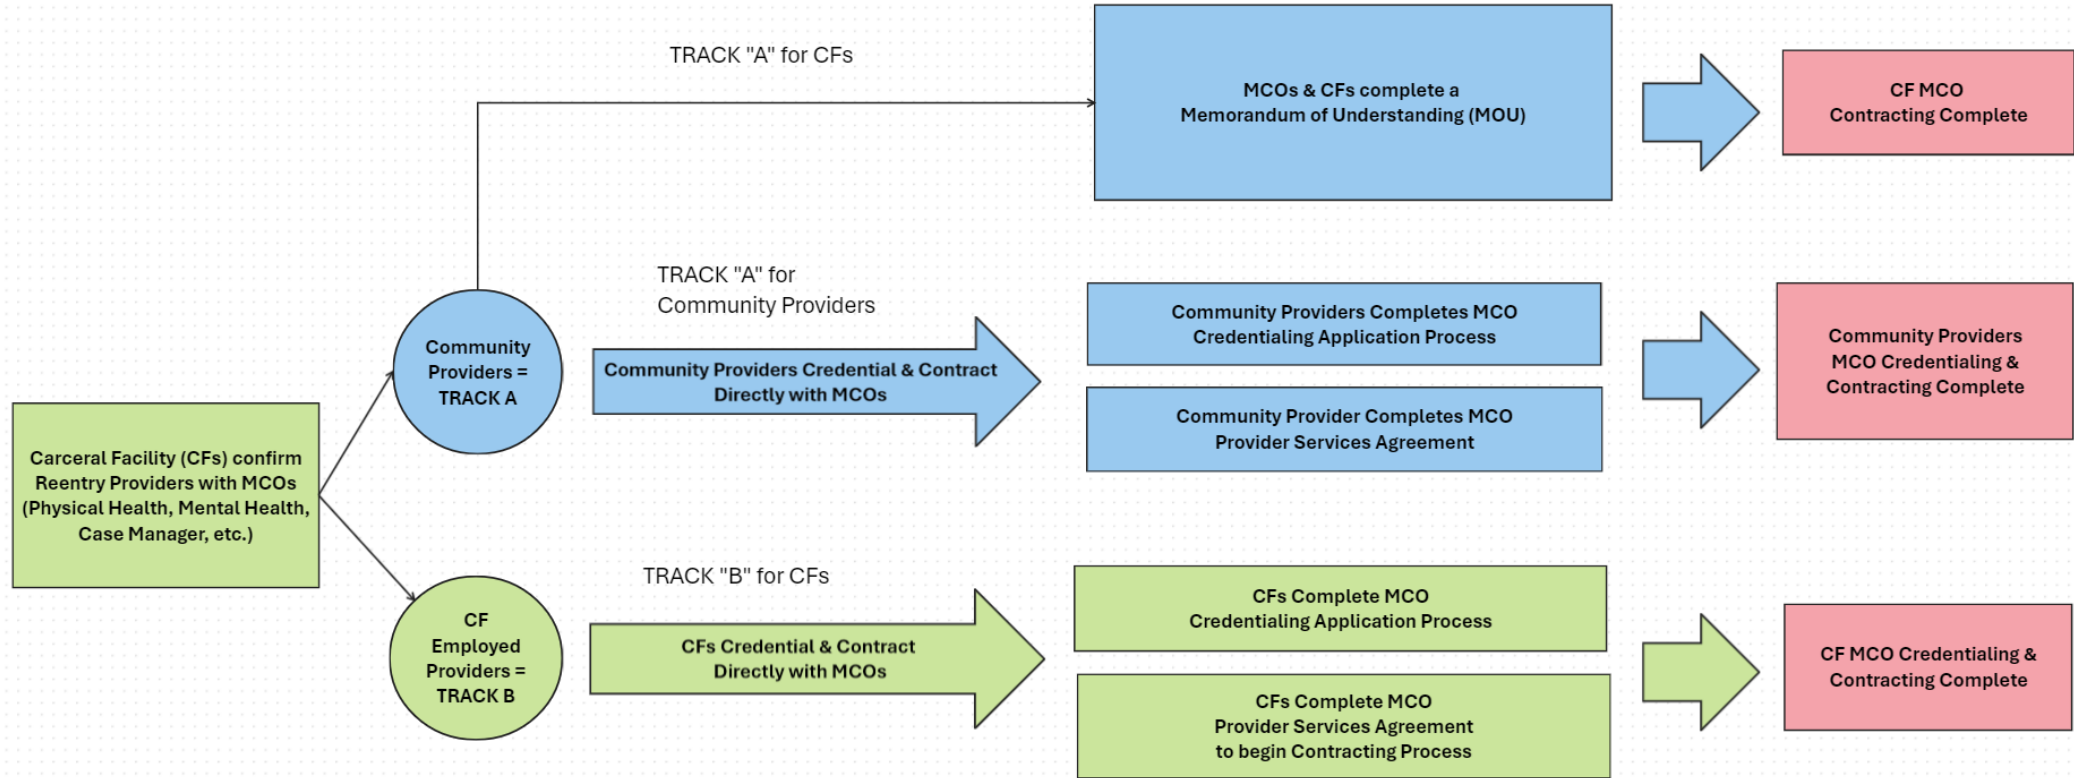 TRACK "A" for CFs
MCOs & CFs complete a
Memorandum of Understanding (MOU)
CF MCO
Contracting Complete
Carceral Facility (CFs) confirm
Reentry Providers with MCOs
(Physical Health, Mental Health,
Case Manager, etc.)
Community
Providers =
TRACK A
TRACK "A" for
Community Providers
Community Providers Credential & Contract
Directly with MCOs
Community Providers Completes MCO
Credentialing Application Process
Community Provider Completes MCO
Provider Services Agreement
Community Providers
MCO Credentialing &
Contracting Complete
CF
Employed
Providers =
TRACK B
TRACK "B" for CFs
CFs Credential & Contract
Directly with MCOs
CFs Complete MCO
Credentialing Application Process
CFs Complete MCO
Provider Services Agreement
to begin Contracting Process
CF MCO Credentialing &
Contracting Complete